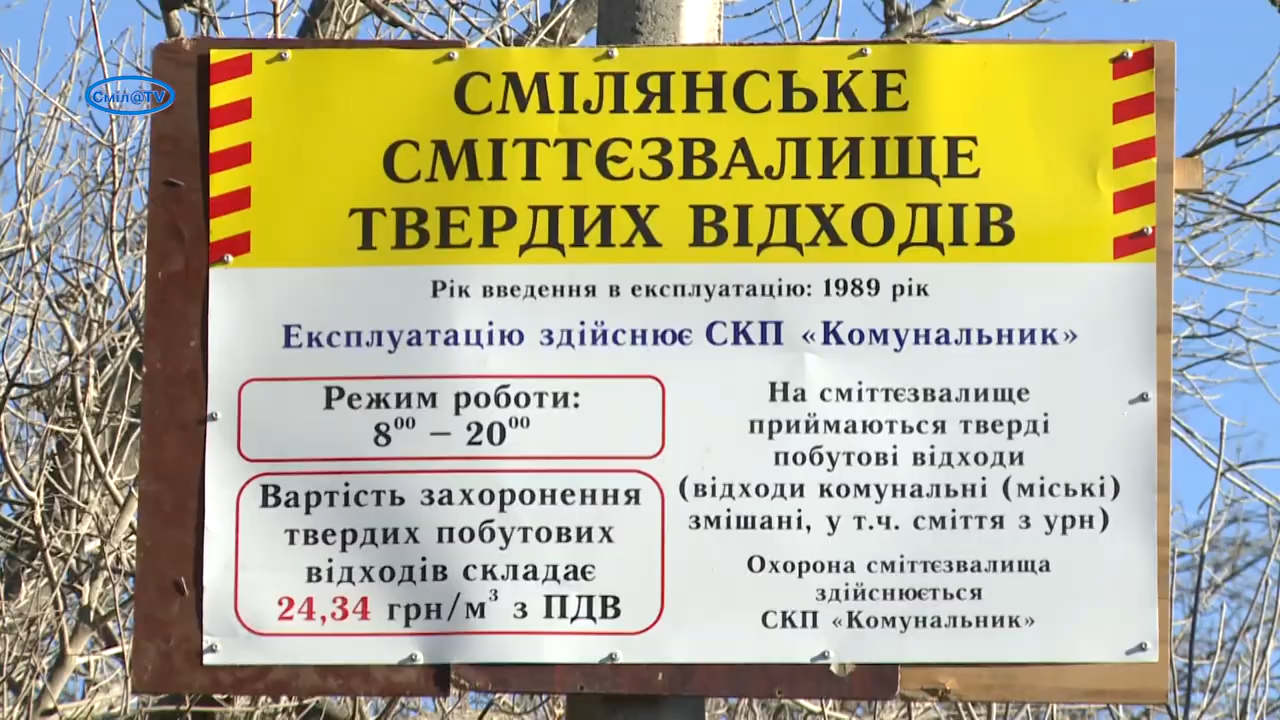 Сміл@TV
СМІЛЯНСЬКЕ
СМІТТЄЗВАЛИЩЕ
ТВЕРДИХ ВІДХОДІВ
Рік введення в експлуатацію: 1989 рік
Експлуатацію здійснює СКП «Комунальник»
Режим роботи:
8⁰⁰ – 20⁰⁰
Вартість захоронення
твердих побутових
відходів складає
24,34 грн/м³ з ПДВ
На сміттєзвалище
приймаються тверді
побутові відходи
(відходи комунальні (міські)
змішані, у т.ч. сміття з урн)
Охорона сміттєзвалища
здійснюється
СКП «Комунальник»